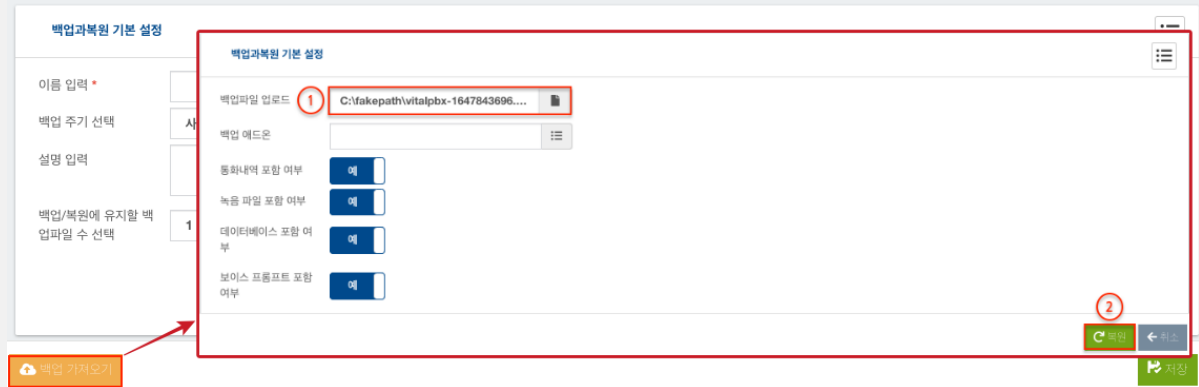 백업과복원 기본 설정
이름 입력 *
백업 주기 선택
사
설명 입력
백업/복원에 유지할 백
업파일 수 선택
1
백업 가져오기
저장
백업과복원 기본 설정
백업파일 업로드
1
C:\fakepath\vitalpbx-1647843696....
백업 애드온
통화내역 포함 여부
예
녹음 파일 포함 여부
예
데이터베이스 포함 여
부
예
보이스 프롬프트 포함
여부
예
2
복원
취소